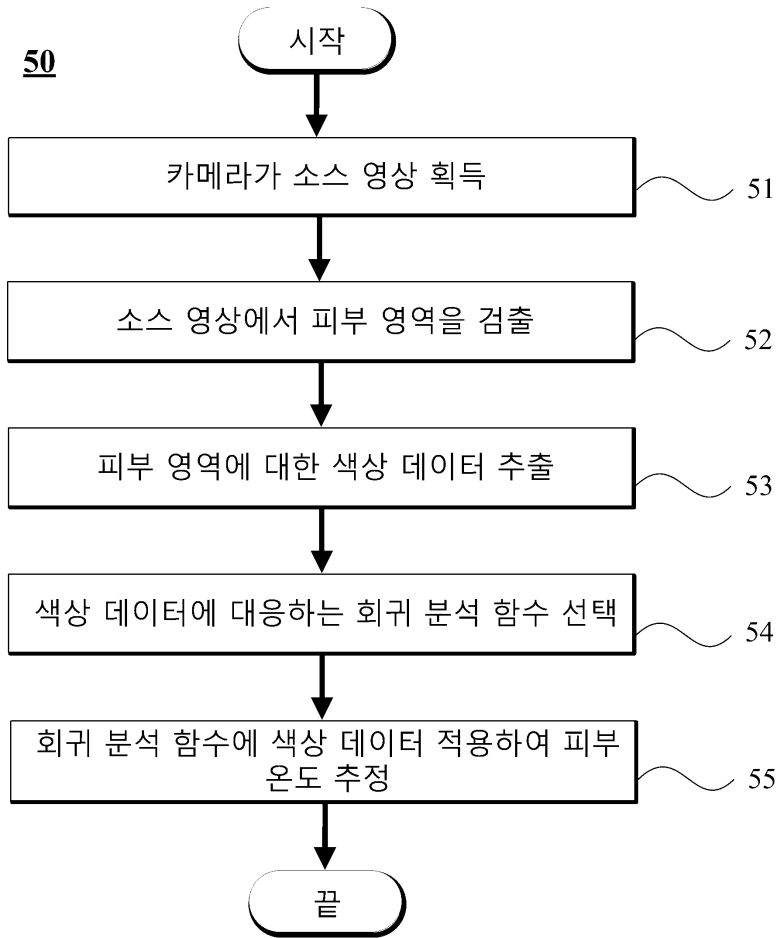 시작
50
카메라가 소스 영상 획득
51
소스 영상에서 피부 영역을 검출
52
피부 영역에 대한 색상 데이터 추출
53
색상 데이터에 대응하는 회귀 분석 함수 선택
54
회귀 분석 함수에 색상 데이터 적용하여 피부
온도 추정
55
끝